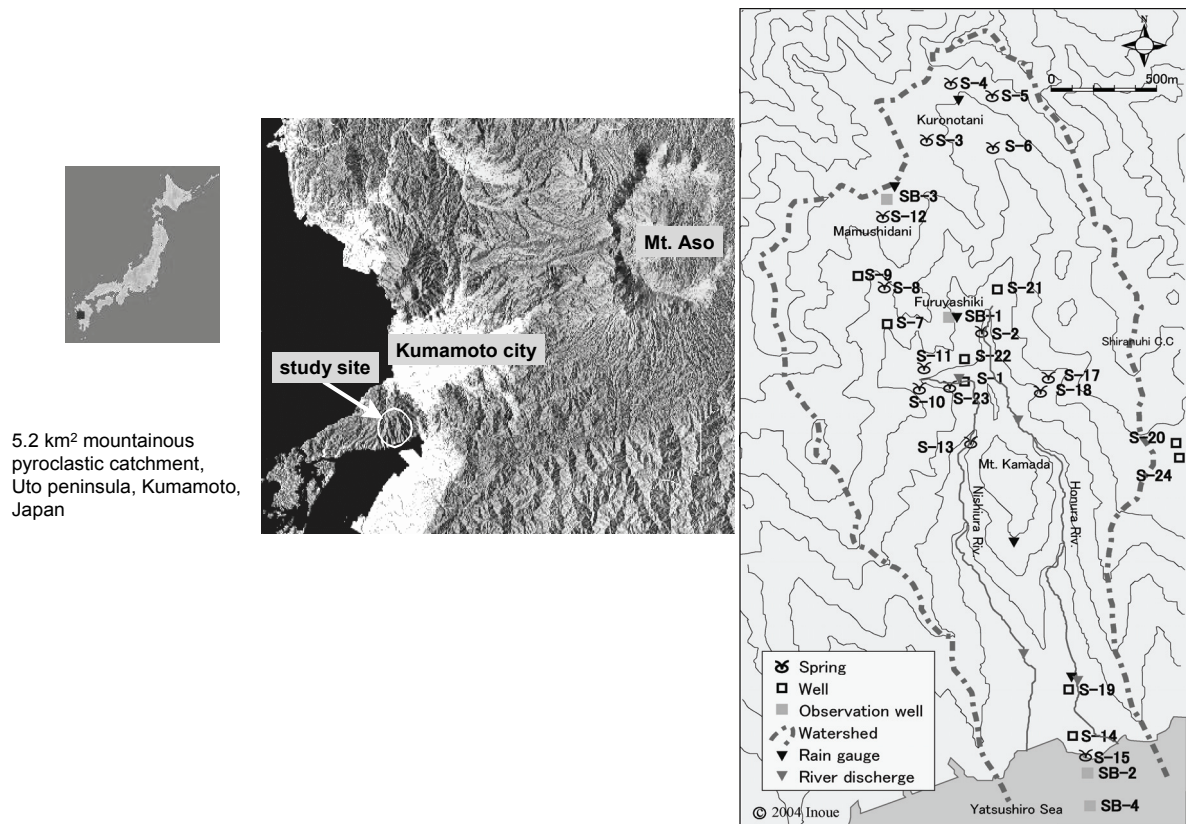 5.2 km² mountainous
pyroclastic catchment,
Uto peninsula, Kumamoto,
Japan
Mt. Aso
Kumamoto city
study site
N
0 500m
S-4
S-5
Kuronotani
S-3
S-6
SB-3
S-12
Mamushidani
S-9
S-8
S-21
Furuyashiki
SB-1
S-7
S-2
Shiranuhi C.C
S-22
S-11
S-1
S-17
S-10
S-23
S-18
S-13
S-20
Mt. Kamada
S-24
Nishiura Riv.
Honura Riv.
Spring
Well
Observation well
Watershed
Rain gauge
River discharge
S-19
S-14
S-15
SB-2
SB-4
Yatsushiro Sea
© 2004 Inoue